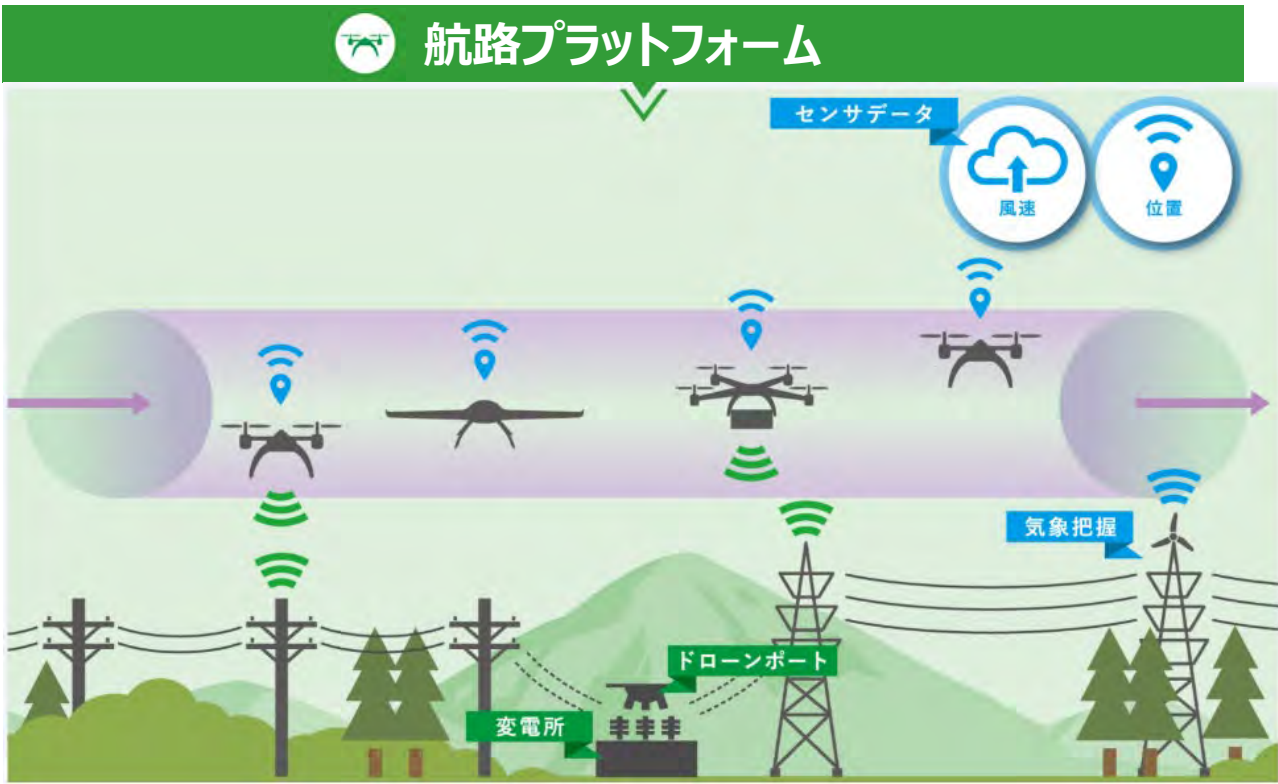 航路プラットフォーム
センサデータ
風速
位置
気象把握
ドローンポート
変電所